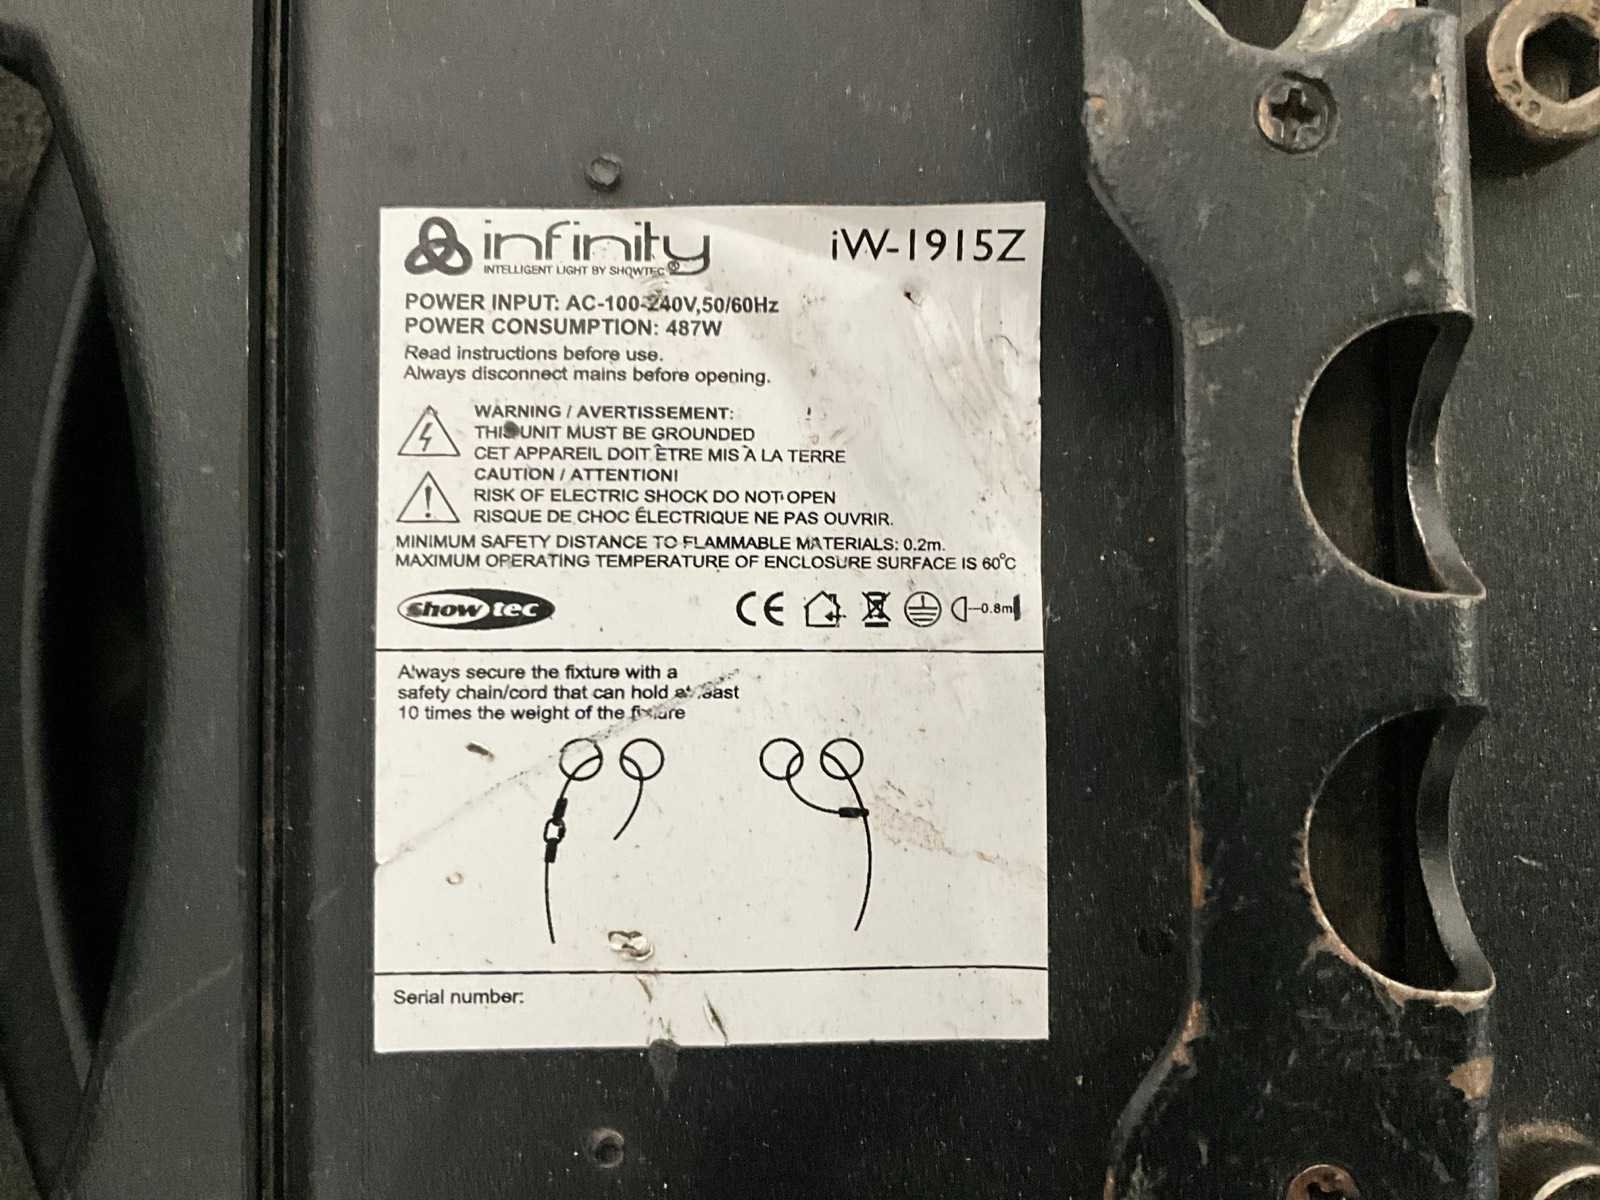 infinity
INTELLIGENT LIGHT BY SHOWTEC®
iW-1915Z
POWER INPUT: AC-100-240V,50/60Hz
POWER CONSUMPTION: 487W
Read instructions before use.
Always disconnect mains before opening.
WARNING / AVERTISSEMENT:
THIS UNIT MUST BE GROUNDED
CET APPAREIL DOIT ÊTRE MIS À LA TERRE
CAUTION / ATTENTION!
RISK OF ELECTRIC SHOCK DO NOT OPEN
RISQUE DE CHOC ÉLECTRIQUE NE PAS OUVRIR.
MINIMUM SAFETY DISTANCE TO FLAMMABLE MATERIALS: 0.2m.
MAXIMUM OPERATING TEMPERATURE OF ENCLOSURE SURFACE IS 60°C
Showtec
CE
0.8m
Always secure the fixture with a
safety chain/cord that can hold at least
10 times the weight of the fixture
Serial number: